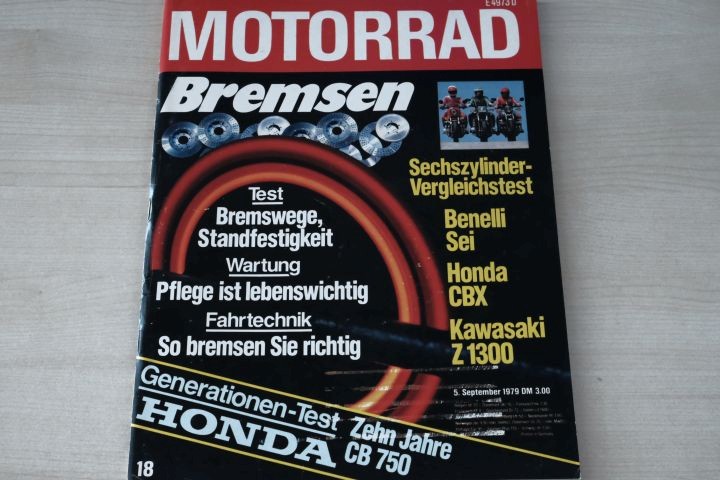 E 4973 D
MOTORRAD
Bremsen
Sechszylinder-
Vergleichstest
Benelli
Sei
Honda
CBX
Kawasaki
Z 1300
Test
Bremswege,
Standfestigkeit
Wartung
Pflege ist lebenswichtig
Fahrtechnik
So bremsen Sie richtig
5. September 1979 DM 3.00
Generationen-Test
HONDA
Zehn Jahre
CB 750
18